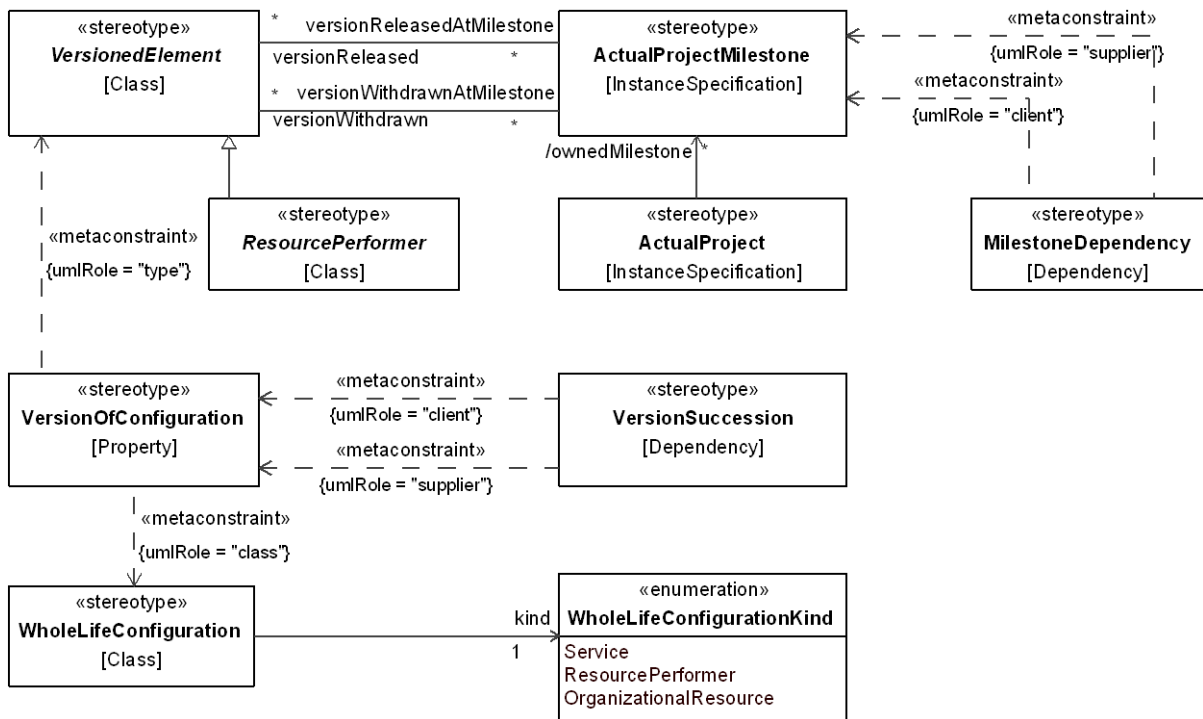 «stereotype»
VersionedElement
[Class]
* versionReleasedAtMilestone
versionReleased *
* versionWithdrawnAtMilestone
versionWithdrawn *
«stereotype»
ActualProjectMilestone
[InstanceSpecification]
«metaconstraint»
{umlRole = "supplier"}
«metaconstraint»
{umlRole = "client"}
/ownedMilestone *
«metaconstraint»
{umlRole = "type"}
«stereotype»
ResourcePerformer
[Class]
«stereotype»
ActualProject
[InstanceSpecification]
«stereotype»
MilestoneDependency
[Dependency]
«stereotype»
VersionOfConfiguration
[Property]
«metaconstraint»
{umlRole = "client"}
«metaconstraint»
{umlRole = "supplier"}
«stereotype»
VersionSuccession
[Dependency]
«metaconstraint»
{umlRole = "class"}
«stereotype»
WholeLifeConfiguration
[Class]
kind
1
«enumeration»
WholeLifeConfigurationKind
Service
ResourcePerformer
OrganizationalResource